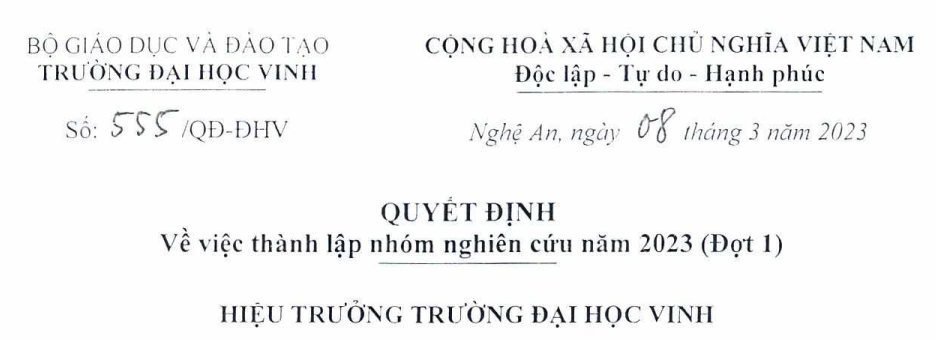 BỘ GIÁO DỤC VÀ ĐÀO TẠO
TRƯỜNG ĐẠI HỌC VINH
Số: 555/QĐ-ĐHV
CỘNG HOÀ XÃ HỘI CHỦ NGHĨA VIỆT NAM
Độc lập - Tự do - Hạnh phúc
Nghệ An, ngày 08 tháng 3 năm 2023
QUYẾT ĐỊNH
Về việc thành lập nhóm nghiên cứu năm 2023 (Đợt 1)
HIỆU TRƯỞNG TRƯỜNG ĐẠI HỌC VINH